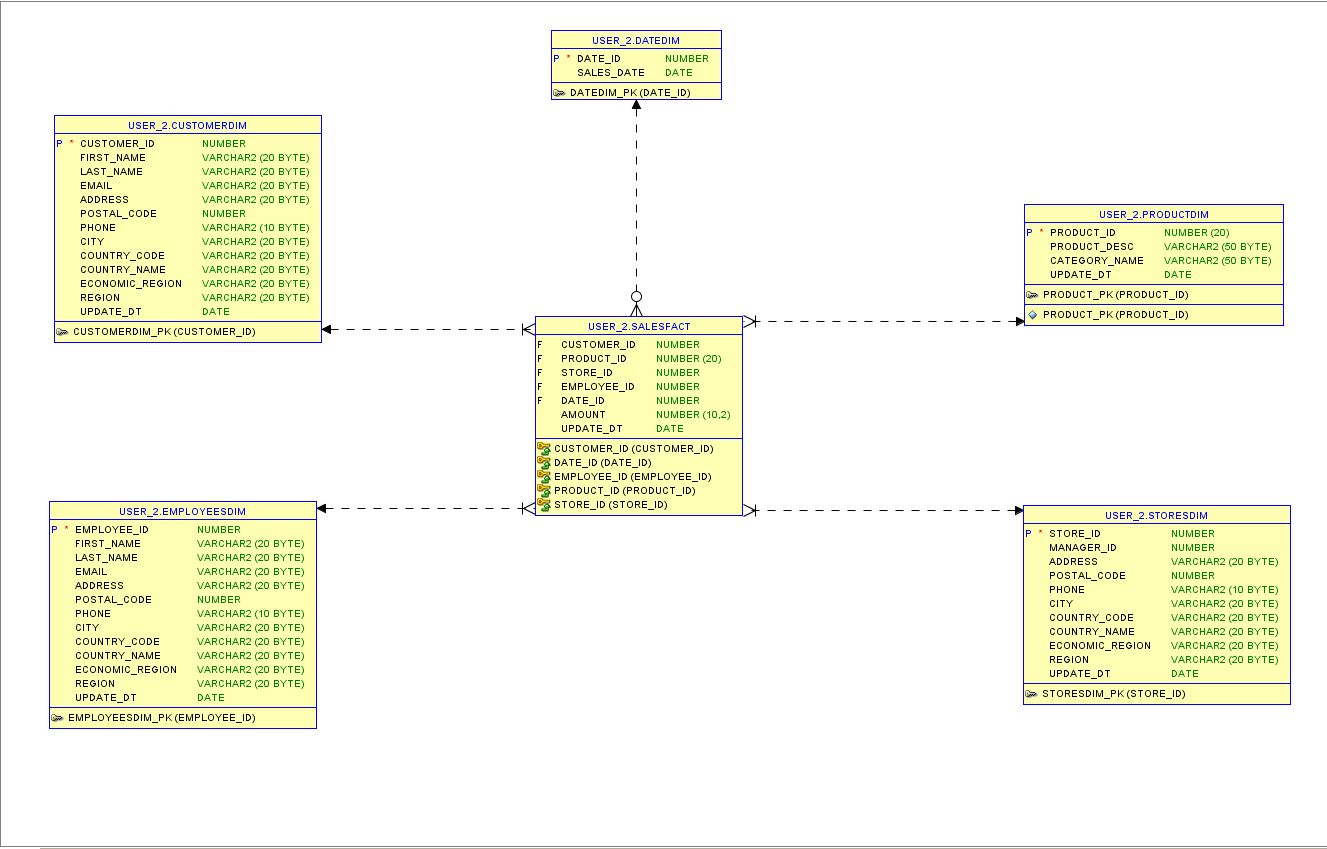 USER_2.DATEDIM
P * DATE_ID NUMBER
SALES_DATE DATE
DATEDIM_PK (DATE_ID)
USER_2.CUSTOMERDIM
P * CUSTOMER_ID NUMBER
FIRST_NAME VARCHAR2 (20 BYTE)
LAST_NAME VARCHAR2 (20 BYTE)
EMAIL VARCHAR2 (20 BYTE)
ADDRESS VARCHAR2 (20 BYTE)
POSTAL_CODE NUMBER
PHONE VARCHAR2 (10 BYTE)
CITY VARCHAR2 (20 BYTE)
COUNTRY_CODE VARCHAR2 (20 BYTE)
COUNTRY_NAME VARCHAR2 (20 BYTE)
ECONOMIC_REGION VARCHAR2 (20 BYTE)
REGION VARCHAR2 (20 BYTE)
UPDATE_DT DATE
CUSTOMERDIM_PK (CUSTOMER_ID)
USER_2.PRODUCTDIM
P * PRODUCT_ID NUMBER (20)
PRODUCT_DESC VARCHAR2 (50 BYTE)
CATEGORY_NAME VARCHAR2 (50 BYTE)
UPDATE_DT DATE
PRODUCT_PK (PRODUCT_ID)
PRODUCT_PK (PRODUCT_ID)
USER_2.SALESFACT
F CUSTOMER_ID NUMBER
F PRODUCT_ID NUMBER (20)
F STORE_ID NUMBER
F EMPLOYEE_ID NUMBER
F DATE_ID NUMBER
AMOUNT NUMBER (10,2)
UPDATE_DT DATE
CUSTOMER_ID (CUSTOMER_ID)
DATE_ID (DATE_ID)
EMPLOYEE_ID (EMPLOYEE_ID)
PRODUCT_ID (PRODUCT_ID)
STORE_ID (STORE_ID)
USER_2.EMPLOYEESDIM
P * EMPLOYEE_ID NUMBER
FIRST_NAME VARCHAR2 (20 BYTE)
LAST_NAME VARCHAR2 (20 BYTE)
EMAIL VARCHAR2 (20 BYTE)
ADDRESS VARCHAR2 (20 BYTE)
POSTAL_CODE NUMBER
PHONE VARCHAR2 (10 BYTE)
CITY VARCHAR2 (20 BYTE)
COUNTRY_CODE VARCHAR2 (20 BYTE)
COUNTRY_NAME VARCHAR2 (20 BYTE)
ECONOMIC_REGION VARCHAR2 (20 BYTE)
REGION VARCHAR2 (20 BYTE)
UPDATE_DT DATE
EMPLOYEESDIM_PK (EMPLOYEE_ID)
USER_2.STORESDIM
P * STORE_ID NUMBER
MANAGER_ID NUMBER
ADDRESS VARCHAR2 (20 BYTE)
POSTAL_CODE NUMBER
PHONE VARCHAR2 (10 BYTE)
CITY VARCHAR2 (20 BYTE)
COUNTRY_CODE VARCHAR2 (20 BYTE)
COUNTRY_NAME VARCHAR2 (20 BYTE)
ECONOMIC_REGION VARCHAR2 (20 BYTE)
REGION VARCHAR2 (20 BYTE)
UPDATE_DT DATE
STORESDIM_PK (STORE_ID)